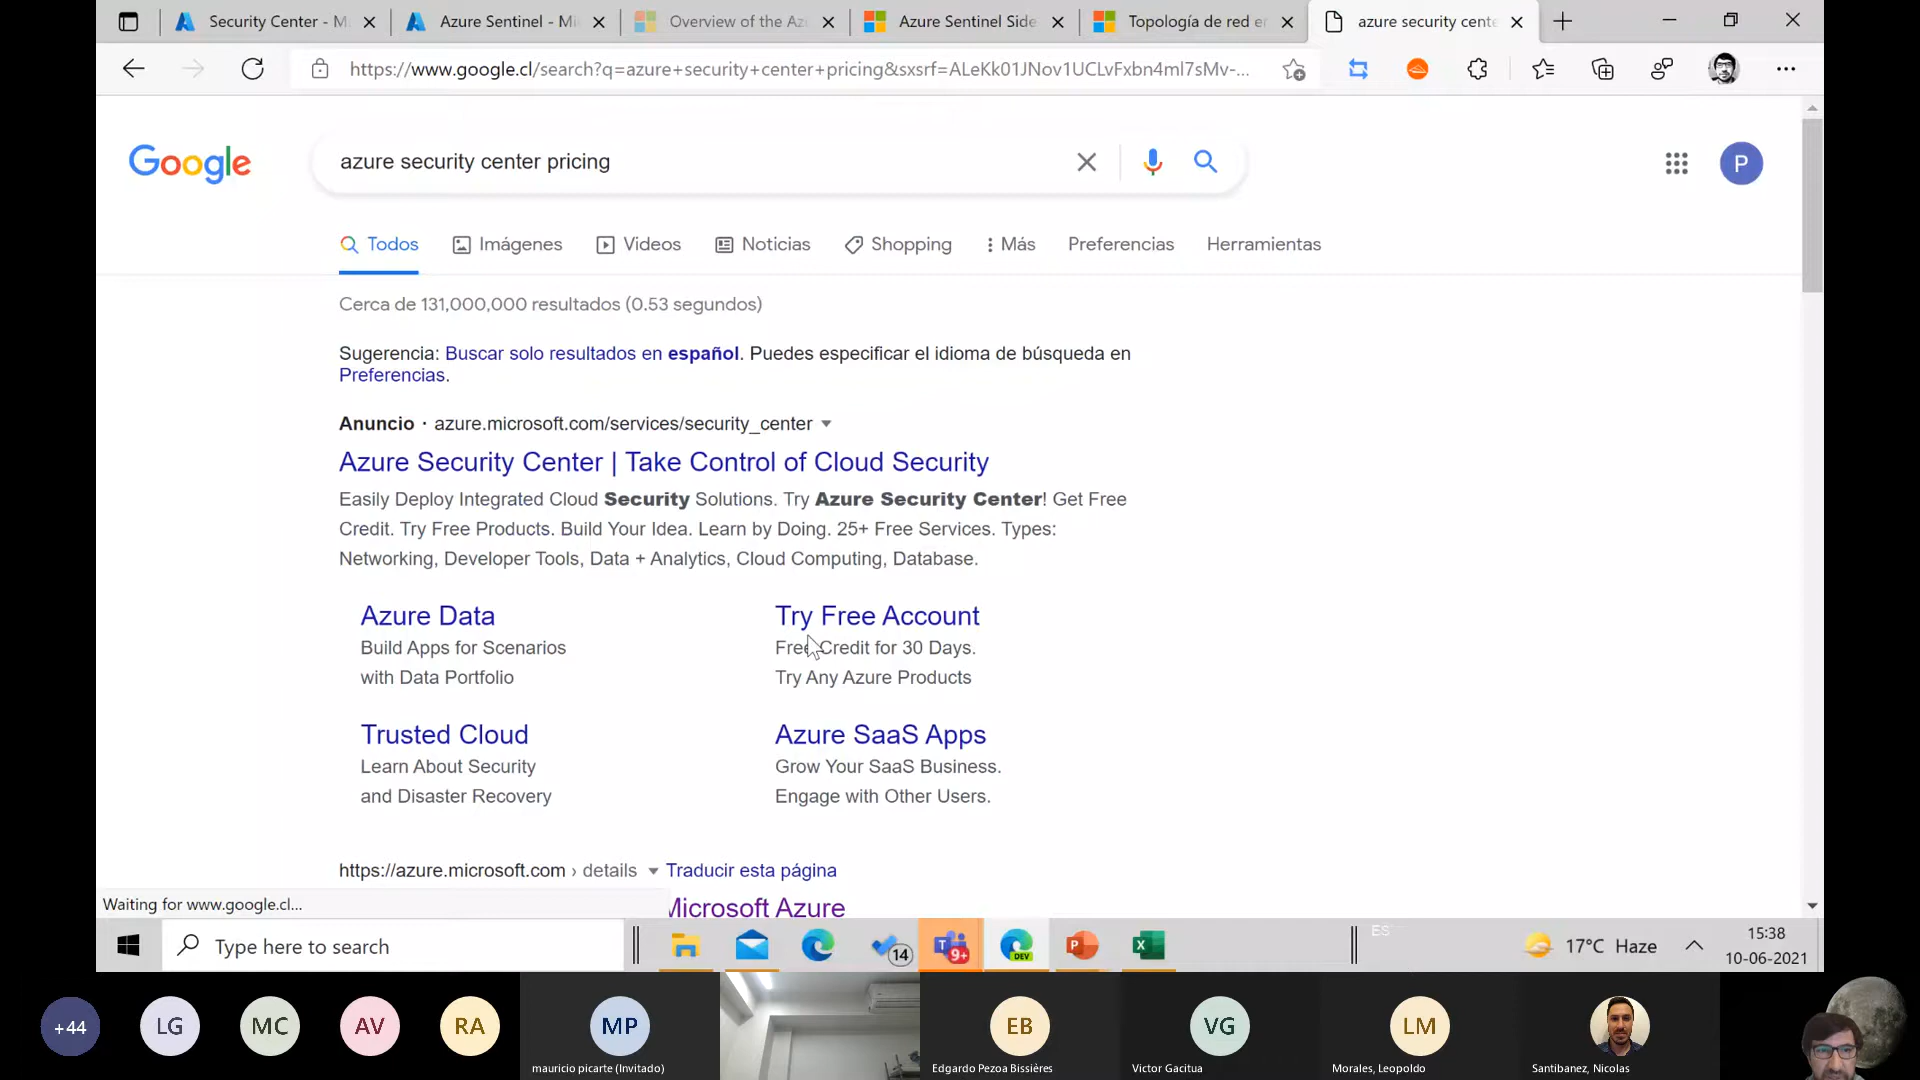 Security Center - M
Azure Sentinel - Mi
Overview of the Az
Azure Sentinel Side
Topología de red e
azure security cente
https://www.google.cl/search?q=azure+security+center+pricing&sxsrf=ALeKk01JNov1UCLvFxbn4ml7sMv-...
Google
azure security center pricing
P
Todos
Imágenes
Videos
Noticias
Shopping
Más
Preferencias
Herramientas
Cerca de 131,000,000 resultados (0.53 segundos)
Sugerencia: Buscar solo resultados en español. Puedes especificar el idioma de búsqueda en
Preferencias.
Anuncio · azure.microsoft.com/services/security_center
Azure Security Center | Take Control of Cloud Security
Easily Deploy Integrated Cloud Security Solutions. Try Azure Security Center! Get Free
Credit. Try Free Products. Build Your Idea. Learn by Doing. 25+ Free Services. Types:
Networking, Developer Tools, Data + Analytics, Cloud Computing, Database.
Azure Data
Build Apps for Scenarios
with Data Portfolio
Try Free Account
Free Credit for 30 Days.
Try Any Azure Products
Trusted Cloud
Learn About Security
and Disaster Recovery
Azure SaaS Apps
Grow Your SaaS Business.
Engage with Other Users.
https://azure.microsoft.com › details
Traducir esta página
Waiting for www.google.cl...
Microsoft Azure
Type here to search
14
T
9+
DEV
P
X
ES
17°C Haze
15:38
10-06-2021
+44
LG
MC
AV
RA
MP
mauricio picarte (Invitado)
EB
Edgardo Pezoa Bissières
VG
Victor Gacitua
LM
Morales, Leopoldo
Santibanez, Nicolas